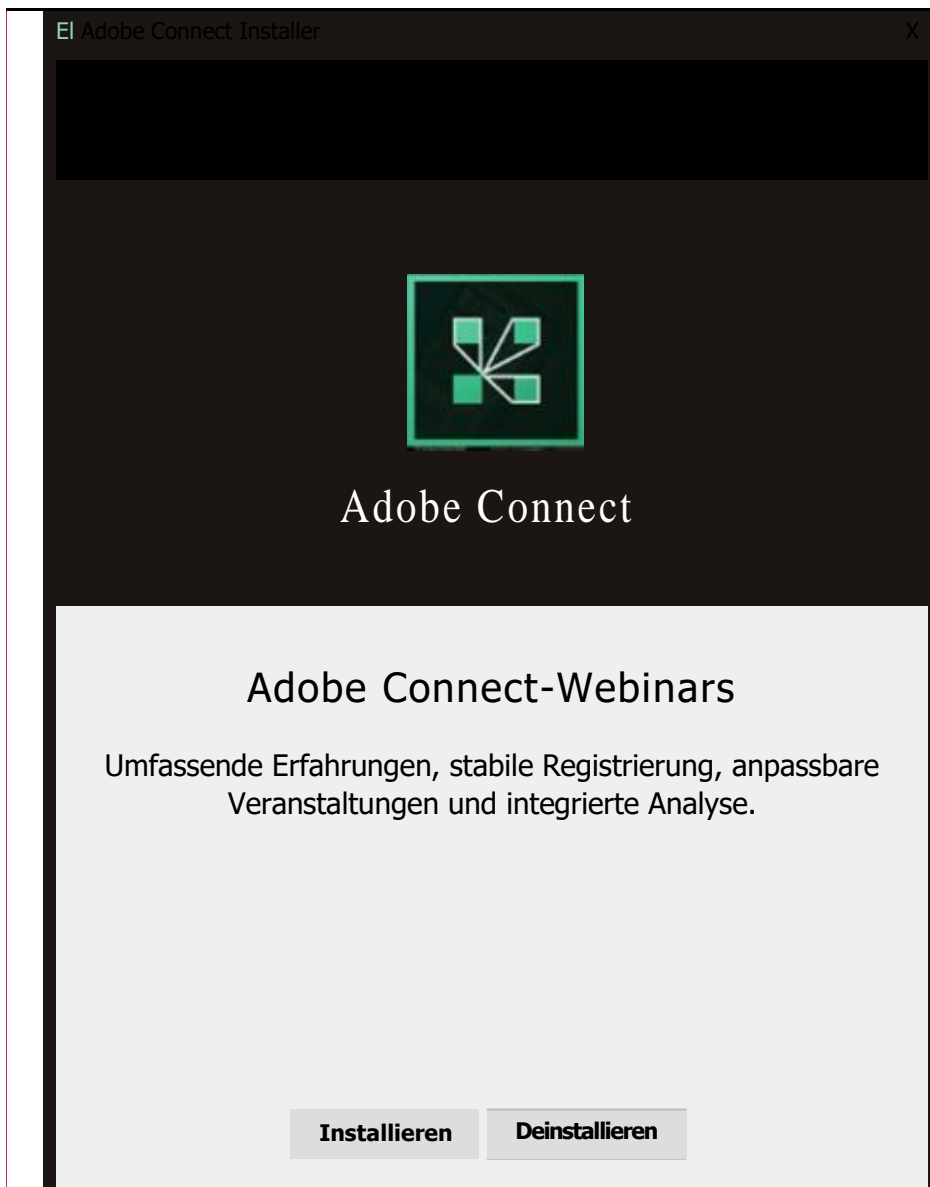 El Adobe Connect Installer X
Adobe Connect
Adobe Connect-Webinars
Umfassende Erfahrungen, stabile Registrierung, anpassbare
Veranstaltungen und integrierte Analyse.
Installieren Deinstallieren